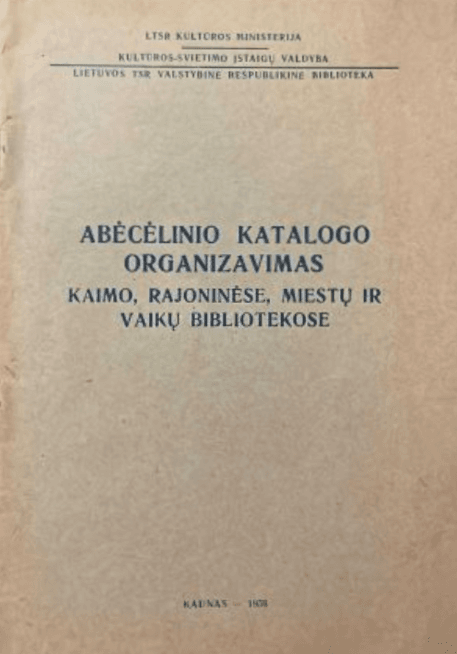 LTSR KULTŪROS MINISTERIJA
KULTŪROS-ŠVIETIMO ĮSTAIGŲ VALDYBA
LIETUVOS TSR VALSTYBINĖ RESPUBLIKINĖ BIBLIOTEKA
ABĖCĖLINIO KATALOGO
ORGANIZAVIMAS
KAIMO, RAJONINĖSE, MIESTŲ IR
VAIKŲ BIBLIOTEKOSE
KAUNAS —